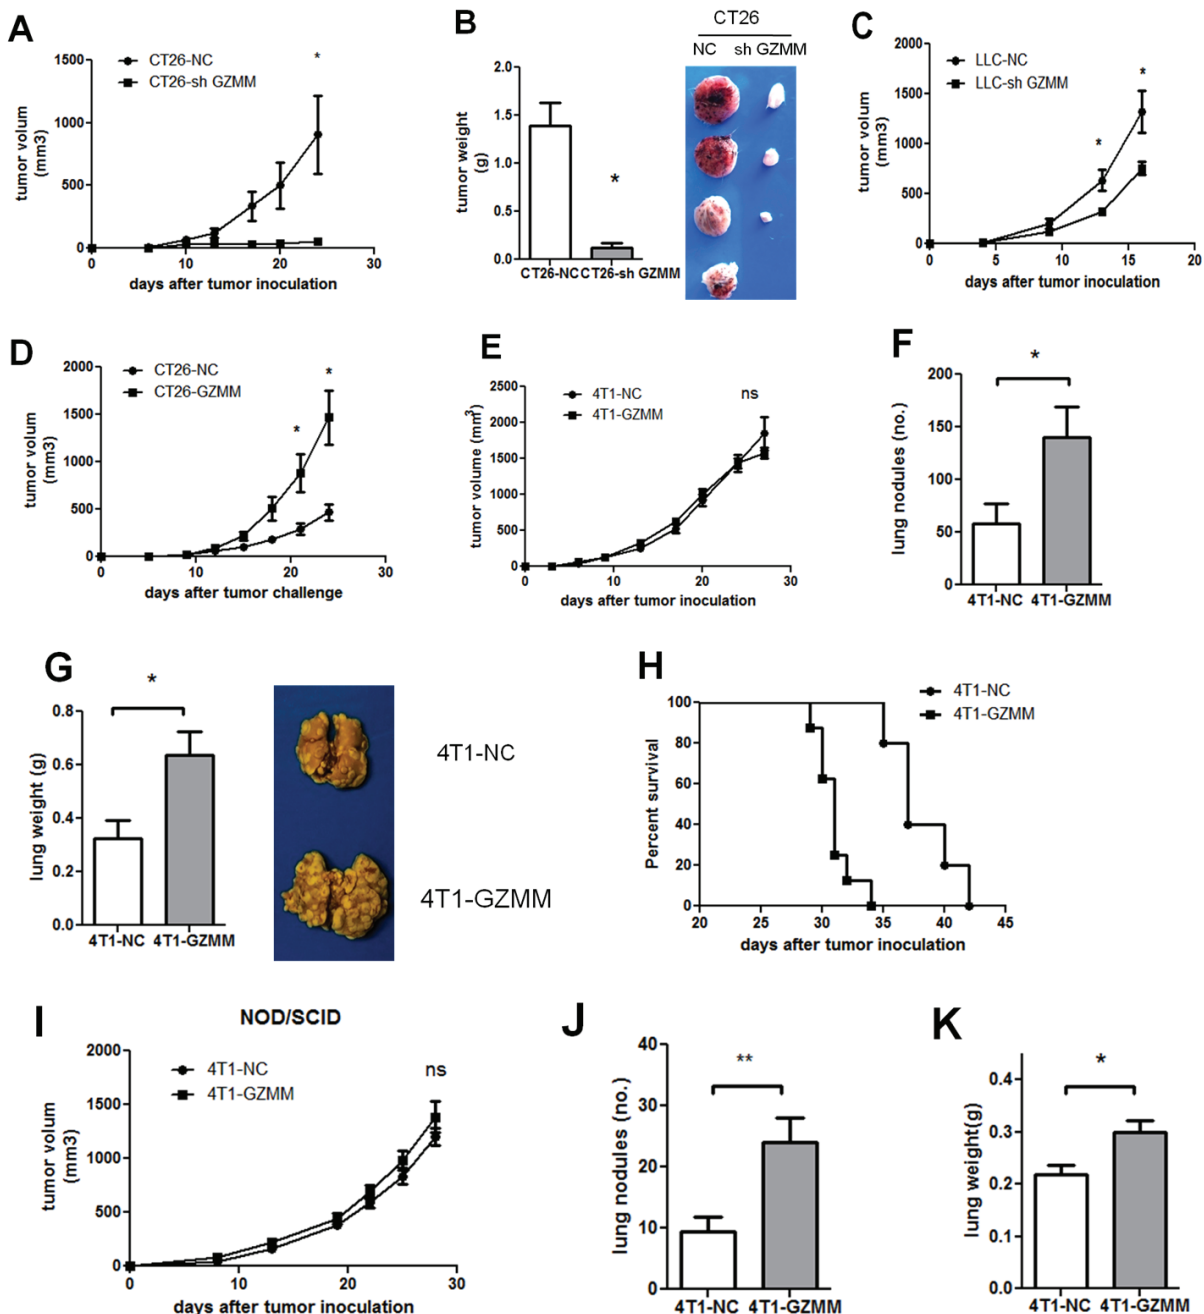 A
CT26-NC
CT26-sh GZMM
*
tumor volum
(mm3)
1500
1000
500
0
0 10 20 30
days after tumor inoculation
B
CT26
NC sh GZMM
tumor weight
(g)
2.0
1.5
1.0
0.5
0.0
*
CT26-NC CT26-sh GZMM
C
LLC-NC
LLC-sh GZMM
*
*
tumor volum
(mm3)
2000
1500
1000
500
0
0 5 10 15 20
days after tumor inoculation
D
CT26-NC
CT26-GZMM
*
*
tumor volum
(mm3)
2000
1500
1000
500
0
0 10 20 30
days after tumor challenge
E
4T1-NC
4T1-GZMM
ns
tumor volume (mm3)
2500
2000
1500
1000
500
0
0 10 20 30
days after tumor inoculation
F
*
lung nodules (no.)
200
150
100
50
0
4T1-NC 4T1-GZMM
G
*
lung weight (g)
0.8
0.6
0.4
0.2
0.0
4T1-NC 4T1-GZMM
4T1-NC
4T1-GZMM
H
4T1-NC
4T1-GZMM
Percent survival
100
80
60
40
20
0
20 25 30 35 40 45
days after tumor inoculation
I
NOD/SCID
4T1-NC
4T1-GZMM
ns
tumor volum
(mm3)
2000
1500
1000
500
0
0 10 20 30
days after tumor inoculation
J
**
lung nodules (no.)
40
30
20
10
0
4T1-NC 4T1-GZMM
K
*
lung weight(g)
0.4
0.3
0.2
0.1
0.0
4T1-NC 4T1-GZMM